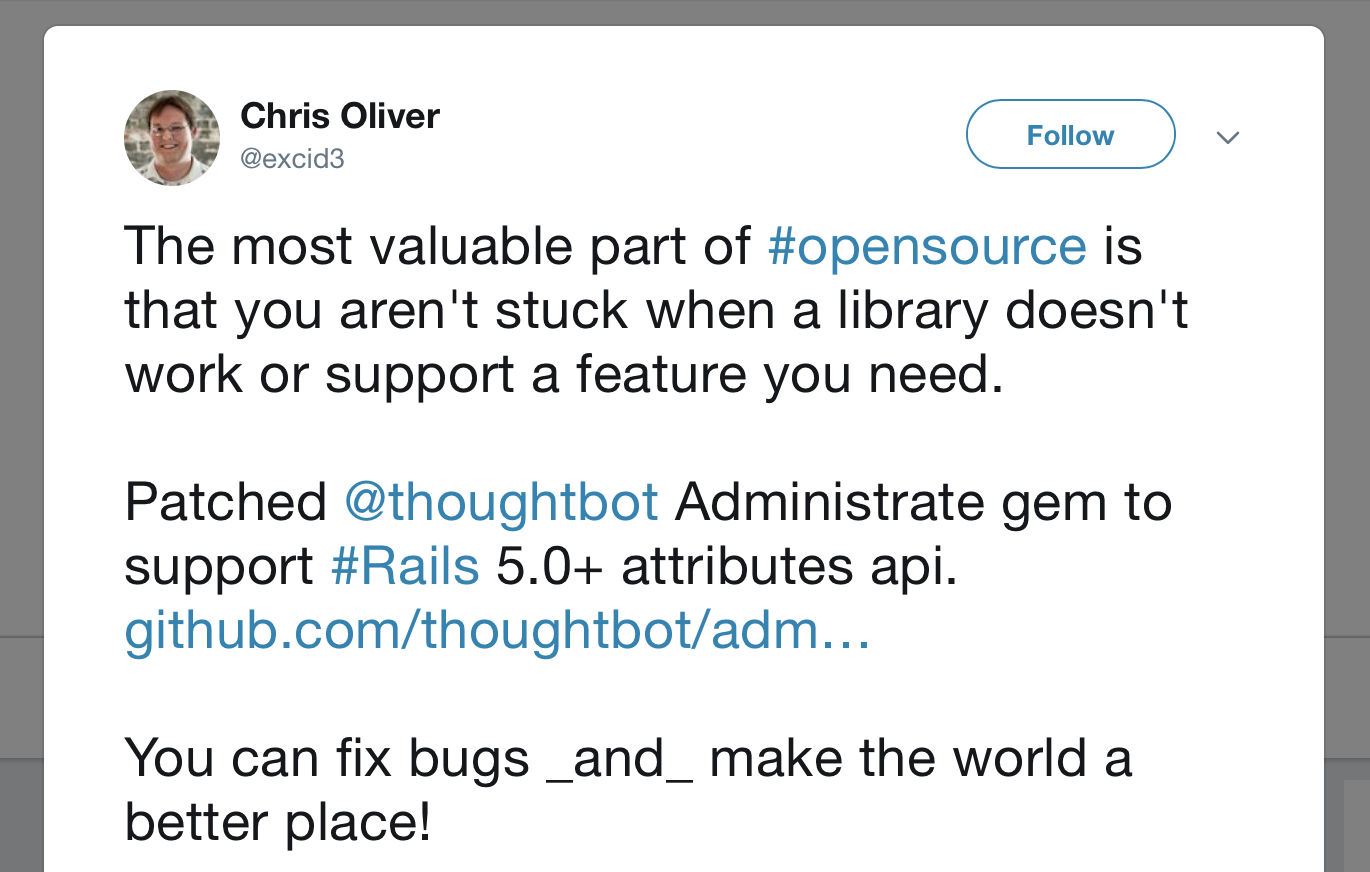 Chris Oliver
@excid3
Follow
The most valuable part of #opensource is
that you aren't stuck when a library doesn't
work or support a feature you need.
Patched @thoughtbot Administrate gem to
support #Rails 5.0+ attributes api.
github.com/thoughtbot/adm…
You can fix bugs _and_ make the world a
better place!